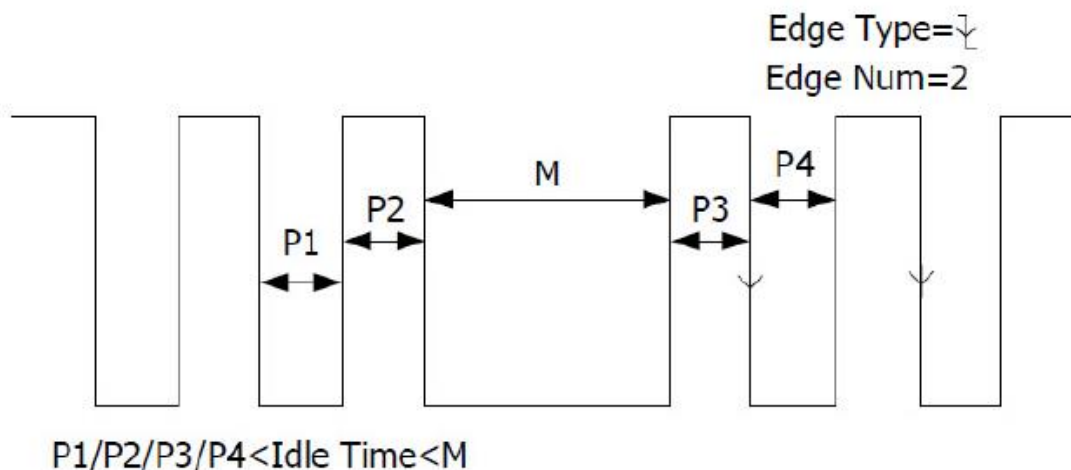 Edge Type=
Edge Num=2
M
P4
P2
P3
P1
P1/P2/P3/P4<Idle Time<M